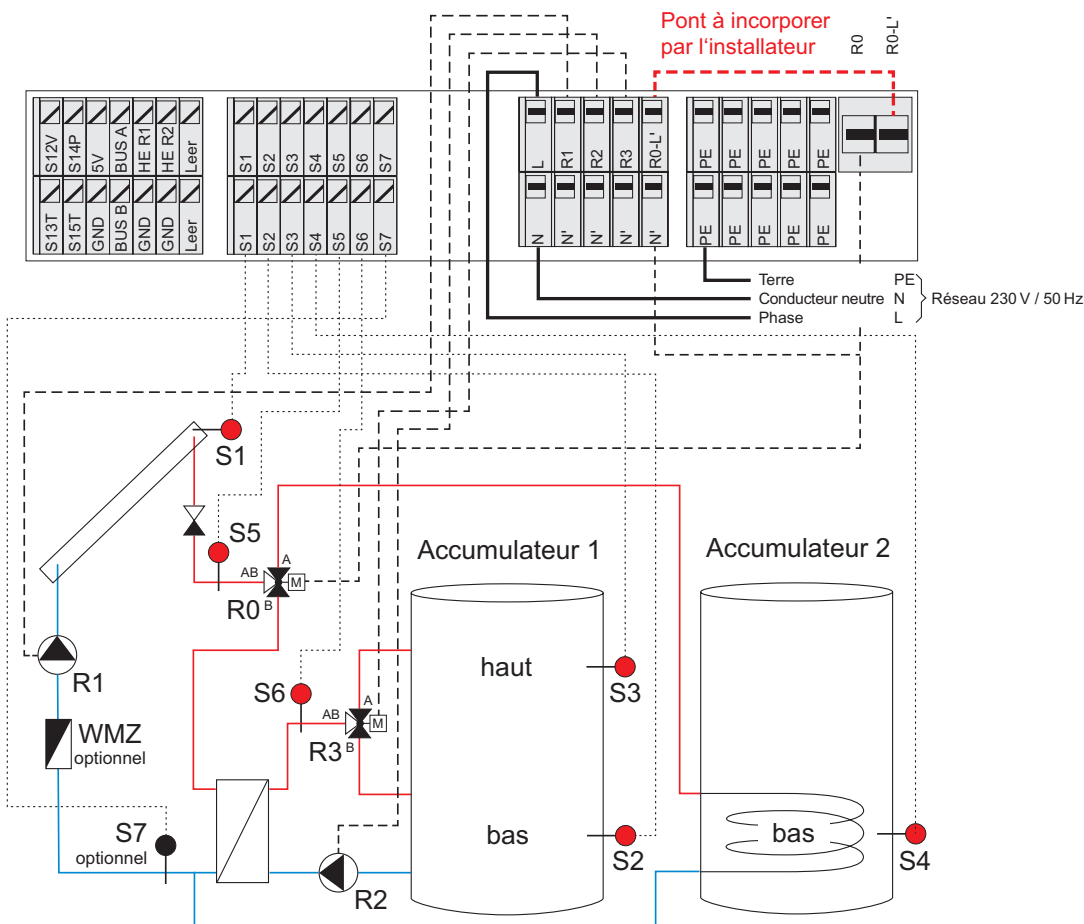 Pont à incorporer
par l'installateur
R0
R0-L'
S12V
S14P
5V
BUS A
HE R1
HE R2
Leer
S1
S2
S3
S4
S5
S6
S7
L
R1
R2
R3
R0-L'
PE
PE
PE
PE
PE
S13T
S15T
GND
BUS B
GND
GND
Leer
S1
S2
S3
S4
S5
S6
S7
N
N'
N'
N'
N'
PE
PE
PE
PE
PE
Terre PE
Conducteur neutre N
Phase L
Réseau 230 V / 50 Hz
S1
S5
AB
A
M
B
R0
Accumulateur 1
Accumulateur 2
R1
S6
AB
A
M
B
R3
haut
S3
WMZ
optionnel
S7
optionnel
R2
bas
S2
bas
S4